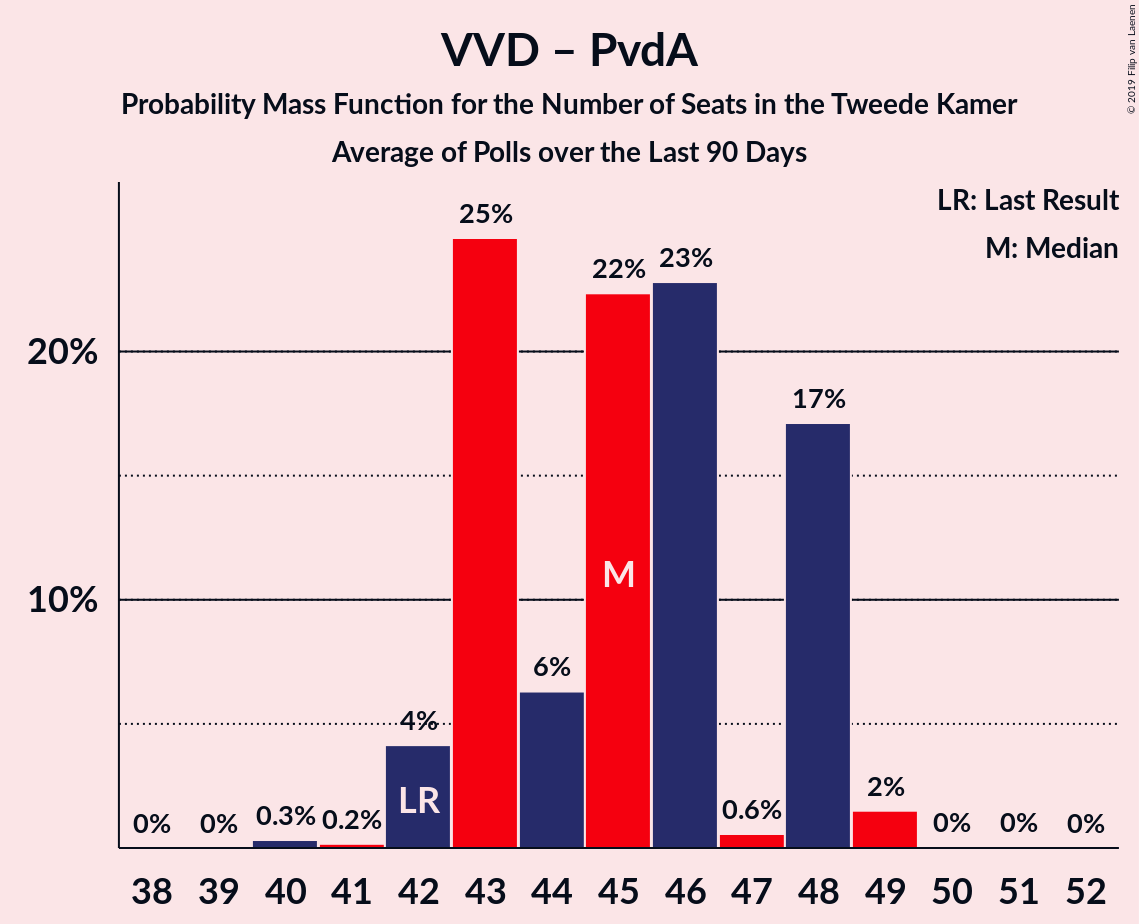 VVD – PvdA
Probability Mass Function for the Number of Seats in the Tweede Kamer
Average of Polls over the Last 90 Days
© 2019 Filip van Laenen
LR: Last Result
M: Median
25%
23%
22%
20%
17%
M
10%
6%
4%
LR
2%
0% 0% 0.3% 0.2% 0.6% 0% 0% 0%
38 39 40 41 42 43 44 45 46 47 48 49 50 51 52